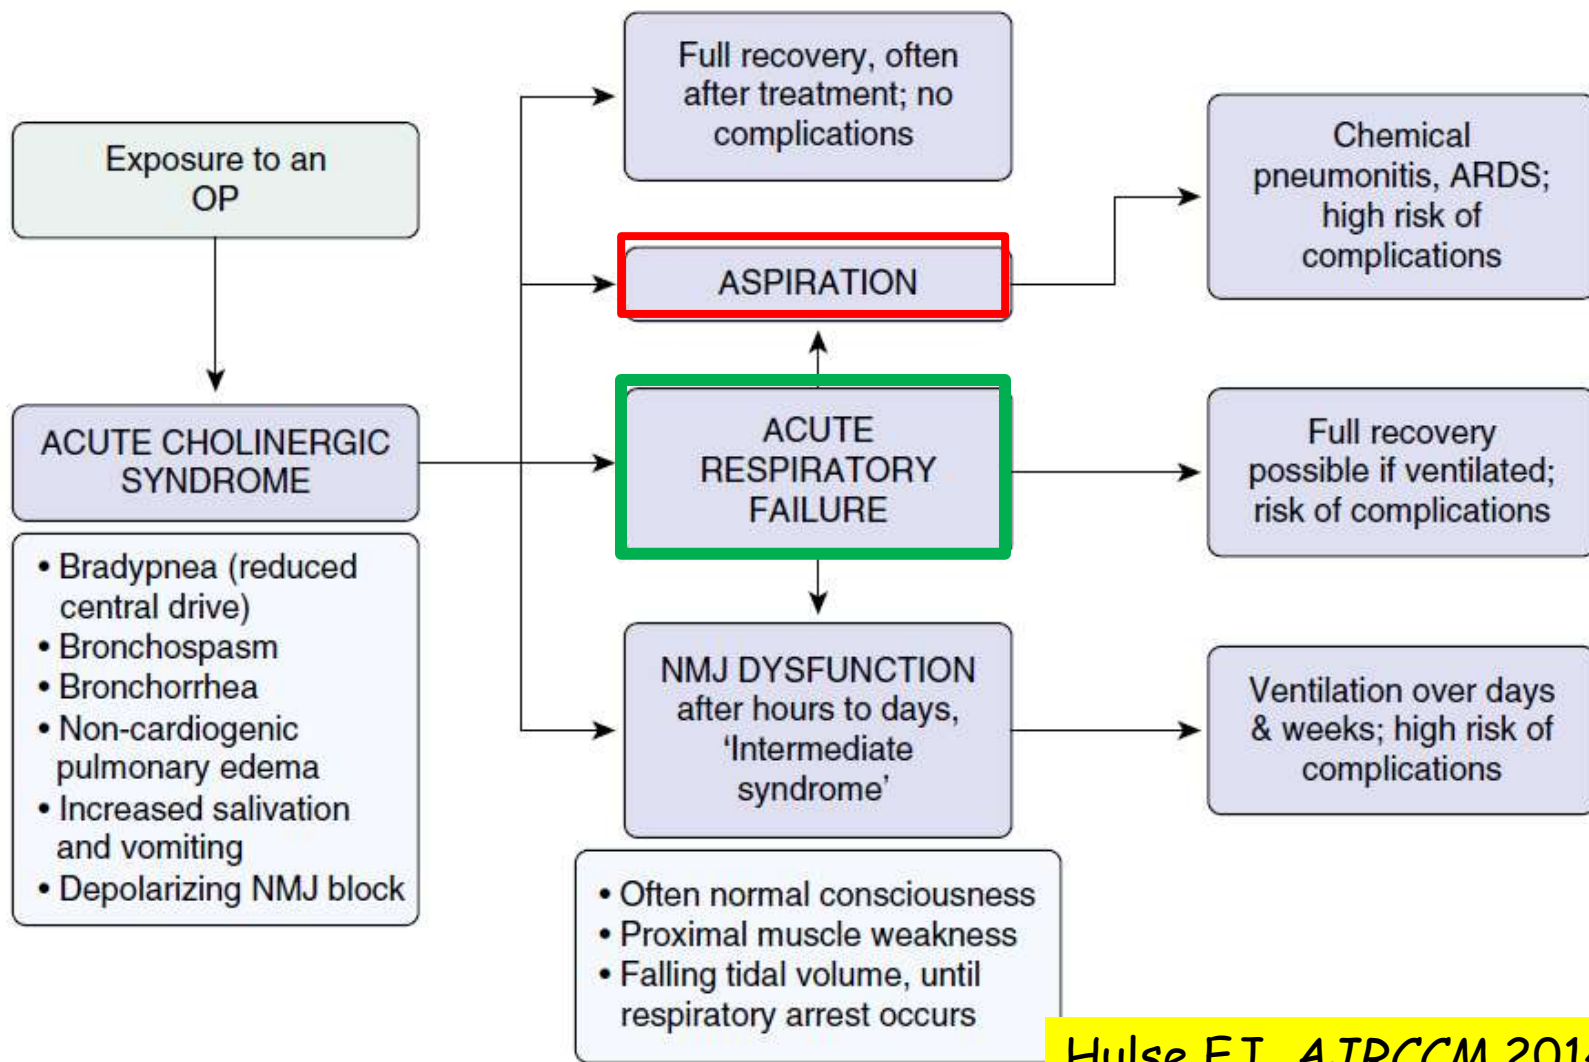 Exposure to an
OP
ACUTE CHOLINERGIC
SYNDROME
• Bradypnea (reduced
central drive)
• Bronchospasm
• Bronchorrhea
• Non-cardiogenic
pulmonary edema
• Increased salivation
and vomiting
• Depolarizing NMJ block
Full recovery, often
after treatment; no
complications
ASPIRATION
ACUTE
RESPIRATORY
FAILURE
NMJ DYSFUNCTION
after hours to days,
‘Intermediate
syndrome’
• Often normal consciousness
• Proximal muscle weakness
• Falling tidal volume, until
respiratory arrest occurs
Chemical
pneumonitis, ARDS;
high risk of
complications
Full recovery
possible if ventilated;
risk of complications
Ventilation over days
& weeks; high risk of
complications
Hulse EJ, AJRCCM